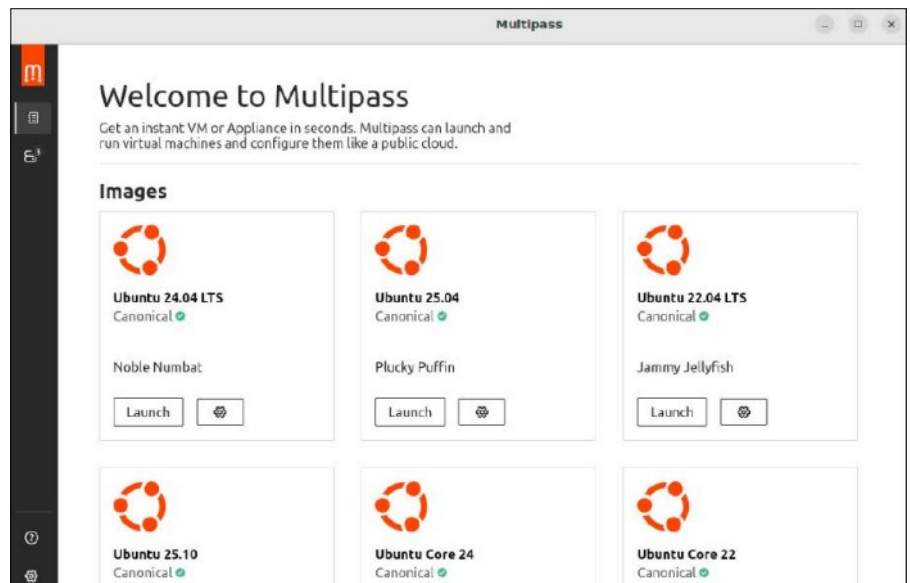 Multipass
Welcome to Multipass
Get an instant VM or Appliance in seconds. Multipass can launch and
run virtual machines and configure them like a public cloud.
Images
Ubuntu 24.04 LTS
Canonical
Noble Numbat
Launch
Ubuntu 25.04
Canonical
Plucky Puffin
Launch
Ubuntu 22.04 LTS
Canonical
Jammy Jellyfish
Launch
Ubuntu 25.10
Canonical
Ubuntu Core 24
Canonical
Ubuntu Core 22
Canonical